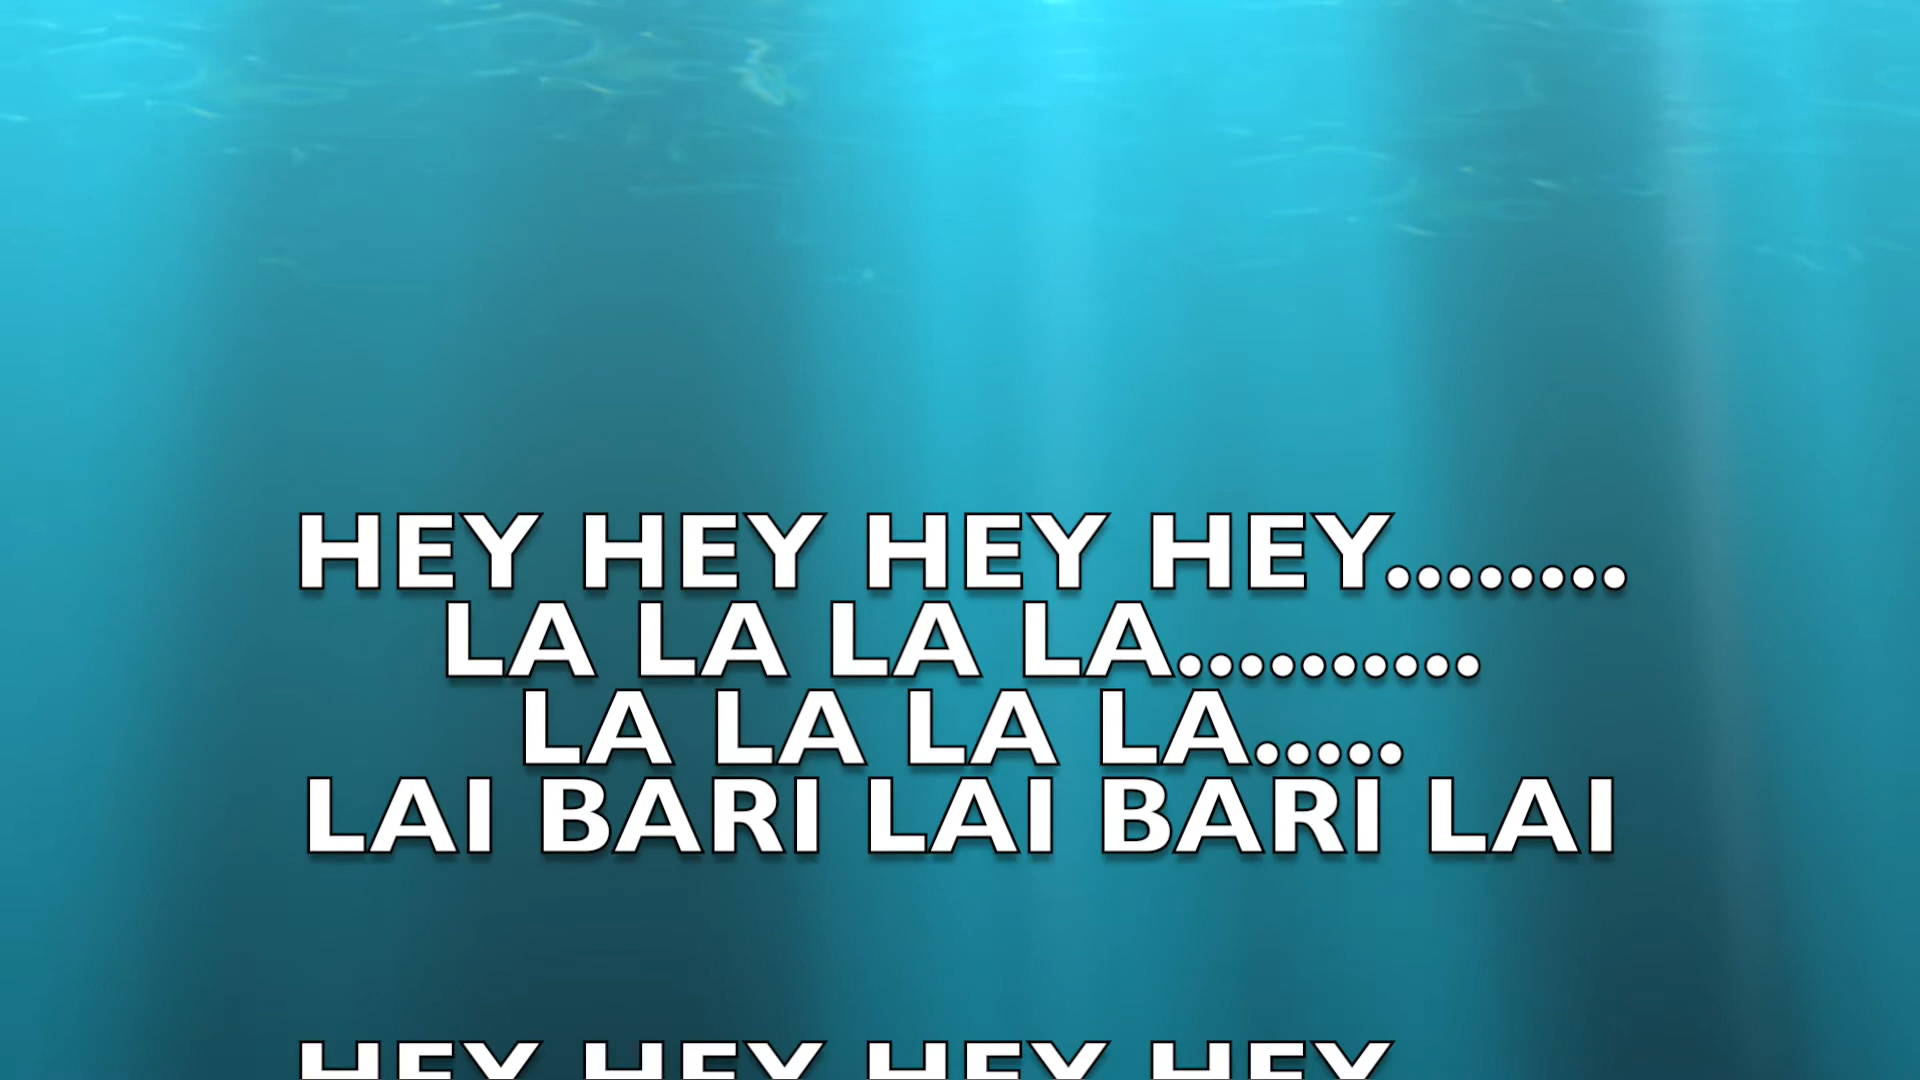 HEY HEY HEY HEY........
LA LA LA LA..........
LA LA LA LA.....
LAI BARI LAI BARI LAI
HEY HEY HEY HEY